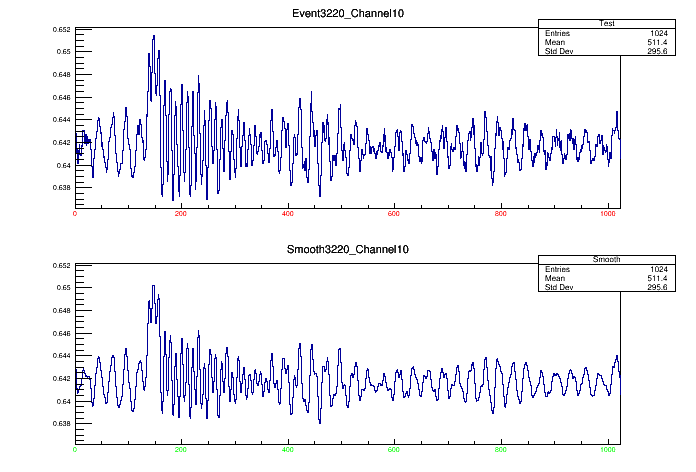 Event3220_Channel10
Test
Entries 1024
Mean 511.4
Std Dev 295.6
0.652
0.65
0.648
0.646
0.644
0.642
0.64
0.638
0 200 400 600 800 1000
Smooth3220_Channel10
Smooth
Entries 1024
Mean 511.4
Std Dev 295.6
0.652
0.65
0.648
0.646
0.644
0.642
0.64
0.638
0 200 400 600 800 1000